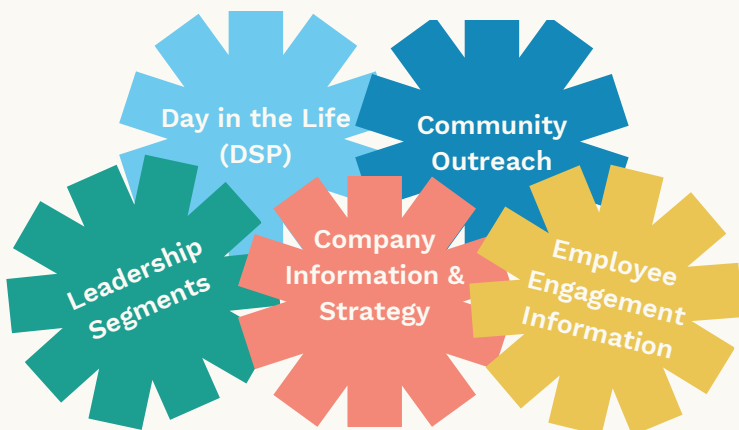 Day in the Life
(DSP)
Community
Outreach
Leadership
Segments
Company
Information &
Strategy
Employee
Engagement
Information